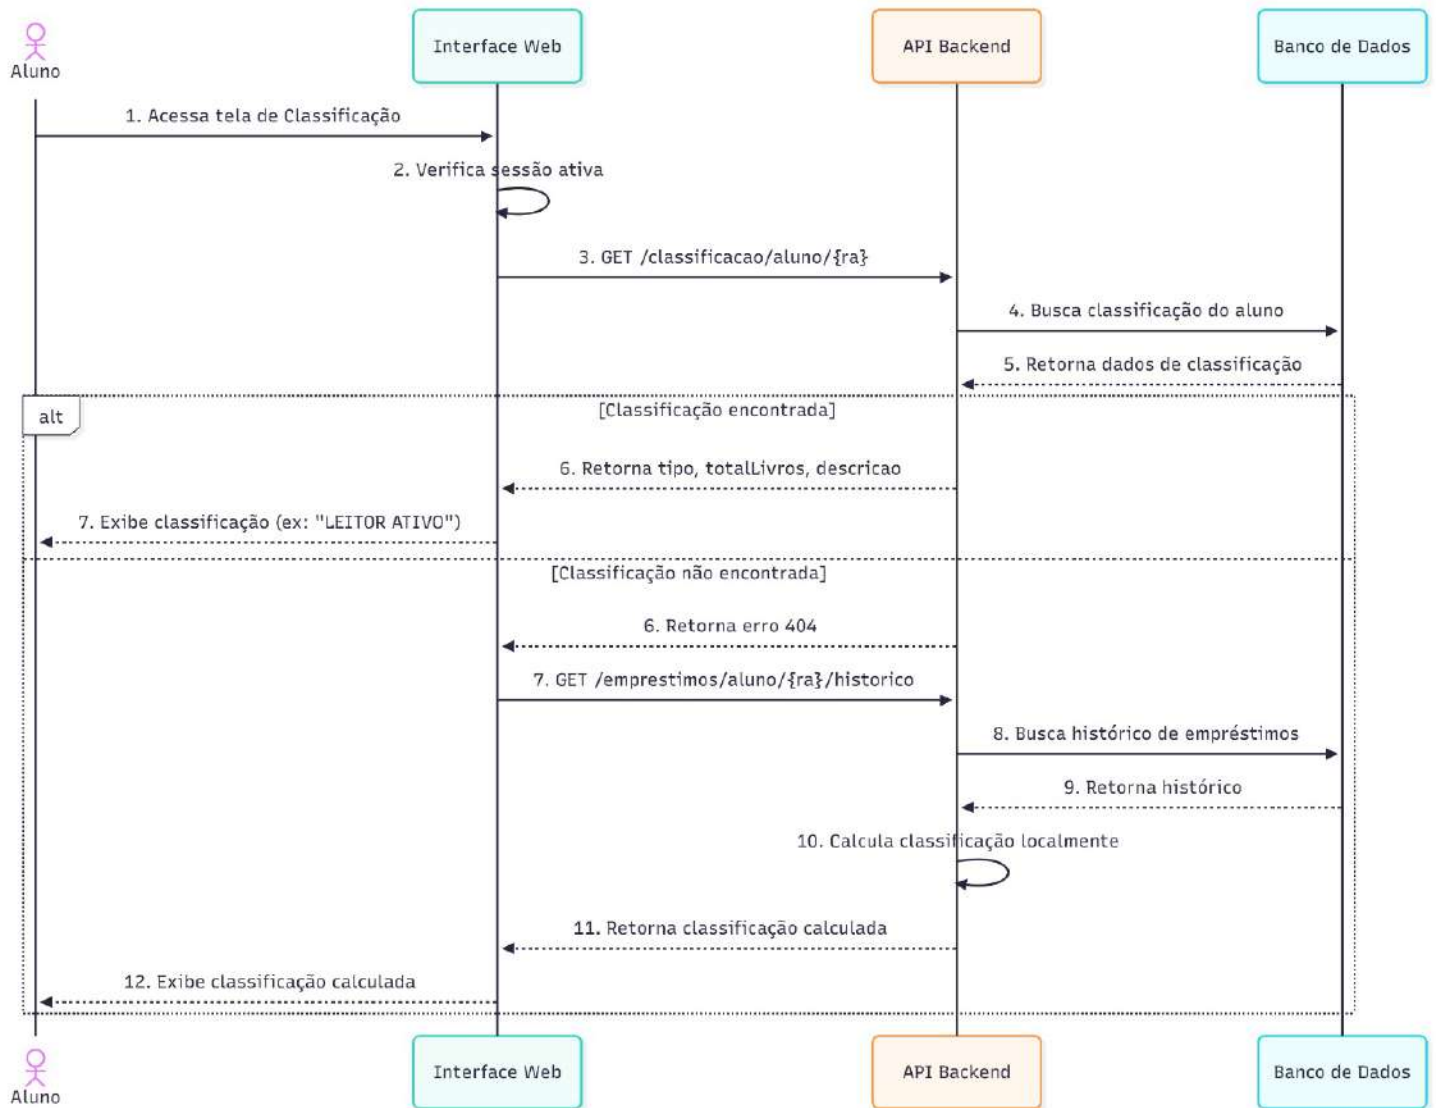 Aluno
Interface Web
API Backend
Banco de Dados
1. Acessa tela de Classificação
2. Verifica sessão ativa
3. GET /classificacao/aluno/{ra}
4. Busca classificação do aluno
5. Retorna dados de classificação
alt
[Classificação encontrada]
6. Retorna tipo, totalLivros, descricao
7. Exibe classificação (ex: "LEITOR ATIVO")
[Classificação não encontrada]
6. Retorna erro 404
7. GET /emprestimos/aluno/{ra}/historico
8. Busca histórico de empréstimos
9. Retorna histórico
10. Calcula classificação localmente
11. Retorna classificação calculada
12. Exibe classificação calculada
Aluno
Interface Web
API Backend
Banco de Dados